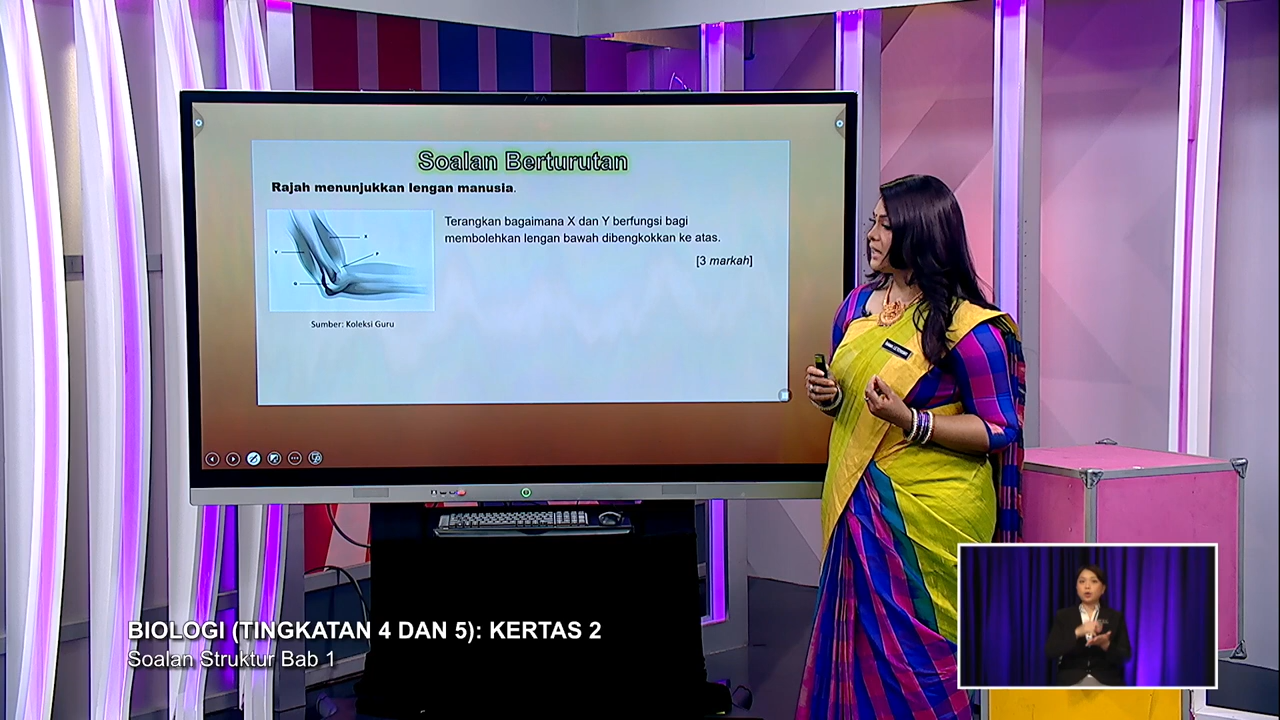 Soalan Berturutan
Rajah menunjukkan lengan manusia.
Terangkan bagaimana X dan Y berfungsi bagi
membolehkan lengan bawah dibengkokkan ke atas.
[3 markah]
X
Y
P
Q
Sumber: Koleksi Guru
BIOLOGI (TINGKATAN 4 DAN 5): KERTAS 2
Soalan Struktur Bab 1